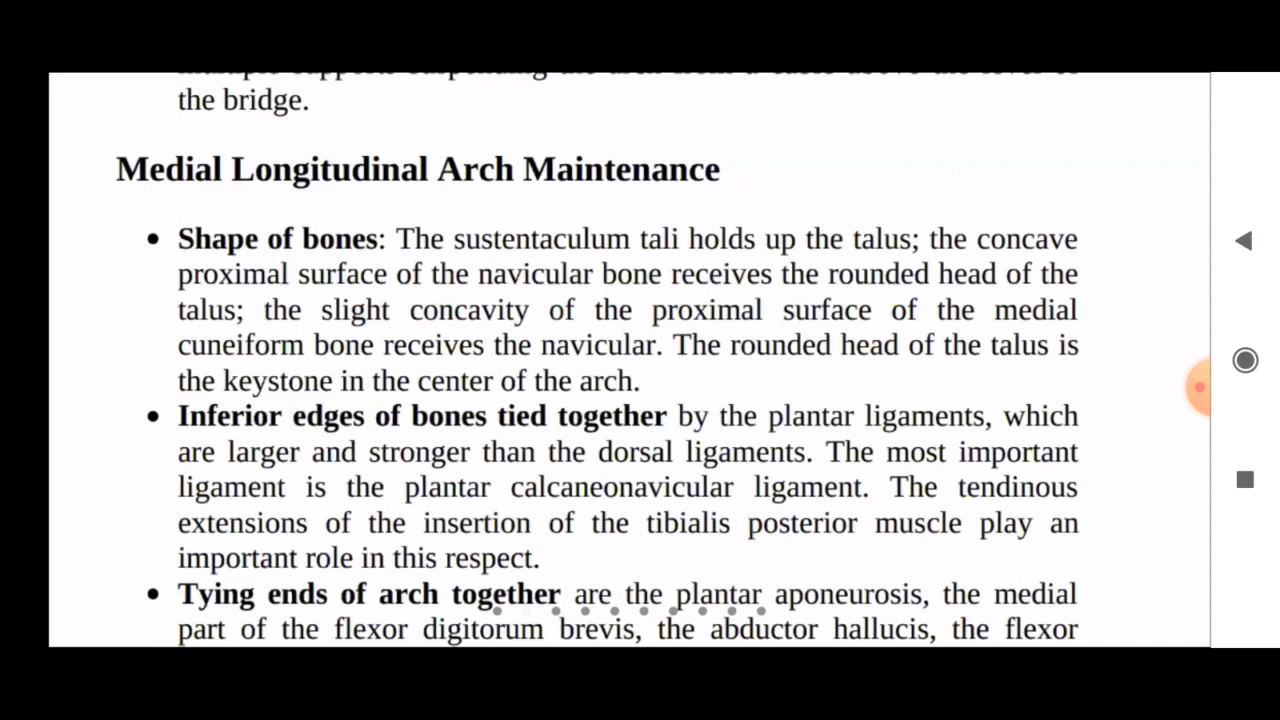 the bridge.
Medial Longitudinal Arch Maintenance
• Shape of bones: The sustentaculum tali holds up the talus; the concave
proximal surface of the navicular bone receives the rounded head of the
talus; the slight concavity of the proximal surface of the medial
cuneiform bone receives the navicular. The rounded head of the talus is
the keystone in the center of the arch.
• Inferior edges of bones tied together by the plantar ligaments, which
are larger and stronger than the dorsal ligaments. The most important
ligament is the plantar calcaneonavicular ligament. The tendinous
extensions of the insertion of the tibialis posterior muscle play an
important role in this respect.
• Tying ends of arch together are the plantar aponeurosis, the medial
part of the flexor digitorum brevis, the abductor hallucis, the flexor